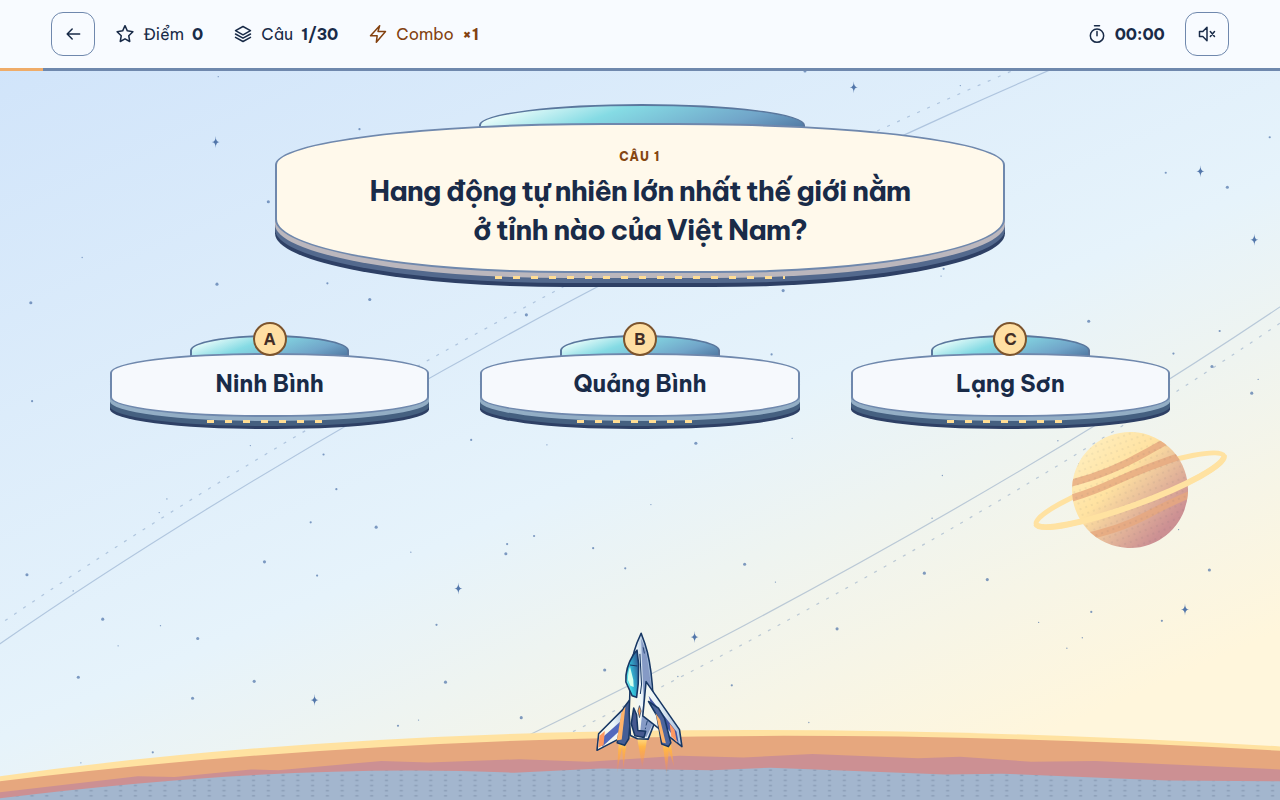 Điểm 0 Câu 1/30 Combo ×1 00:00
CÂU 1
Hang động tự nhiên lớn nhất thế giới nằm
ở tỉnh nào của Việt Nam?
A B C
Ninh Bình Quảng Bình Lạng Sơn